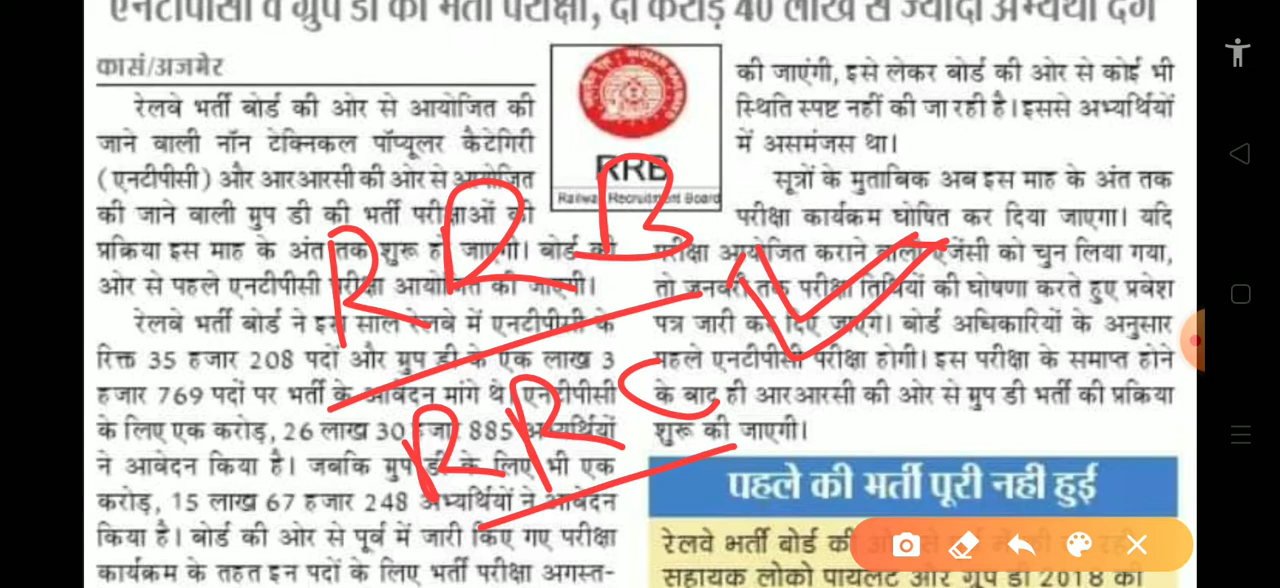 एनटीपीसी व ग्रुप डी की भर्ती परीक्षा, दो करोड़ 40 लाख से ज्यादा अभ्यर्थी देंगे
कासं/अजमेर
रेलवे भर्ती बोर्ड की ओर से आयोजित की
जाने वाली नॉन टेक्निकल पॉप्यूलर कैटेगिरी
(एनटीपीसी) और आरआरसी की ओर से आयोजित
की जाने वाली ग्रुप डी की भर्ती परीक्षाओं की
प्रक्रिया इस माह के अंत तक शुरू हो जाएगी। बोर्ड की
ओर से पहले एनटीपीसी परीक्षा आयोजित की जाएगी।
रेलवे भर्ती बोर्ड ने इस साल रेलवे में एनटीपीसी के
रिक्त 35 हजार 208 पदों और ग्रुप डी के एक लाख 3
हजार 769 पदों पर भर्ती के आवेदन मांगे थे। एनटीपीसी
के लिए एक करोड़, 26 लाख 30 हजार 885 अभ्यर्थियों
ने आवेदन किया है। जबकि ग्रुप डी के लिए भी एक
करोड़, 15 लाख 67 हजार 248 अभ्यर्थियों ने आवेदन
किया है। बोर्ड की ओर से पूर्व में जारी किए गए परीक्षा
कार्यक्रम के तहत इन पदों के लिए भर्ती परीक्षा अगस्त-
RRB
Railway Recruitment Board
की जाएंगी, इसे लेकर बोर्ड की ओर से कोई भी
स्थिति स्पष्ट नहीं की जा रही है। इससे अभ्यर्थियों
में असमंजस था।
सूत्रों के मुताबिक अब इस माह के अंत तक
परीक्षा कार्यक्रम घोषित कर दिया जाएगा। यदि
परीक्षा आयोजित कराने वाली एजेंसी को चुन लिया गया,
तो जनवरी तक परीक्षा तिथियों की घोषणा करते हुए प्रवेश
पत्र जारी कर दिए जाएंगे। बोर्ड अधिकारियों के अनुसार
पहले एनटीपीसी परीक्षा होगी। इस परीक्षा के समाप्त होने
के बाद ही आरआरसी की ओर से ग्रुप डी भर्ती की प्रक्रिया
शुरू की जाएगी।
पहले की भर्ती पूरी नही हुई
रेलवे भर्ती बोर्ड की
सहायक लोको पायलट और ग्रुप डी 2018 की
RRB
RRC